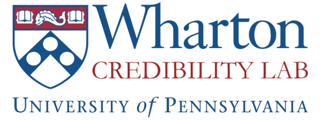 Wharton
CREDIBILITY LAB
UNIVERSITY of PENNSYLVANIA